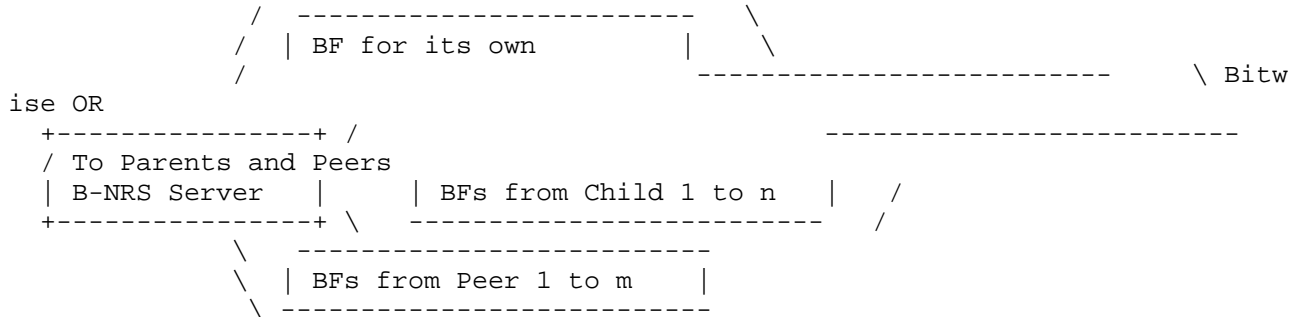 / -------------------------- \
/ | BF for its own | \
/ -------------------------- \ Bitw
ise OR
+----------------+ / --------------------------
/ To Parents and Peers
| B-NRS Server | | BFs from Child 1 to n | /
+----------------+ \ -------------------------- /
\ --------------------------
\ | BFs from Peer 1 to m |
\ ---------------------------